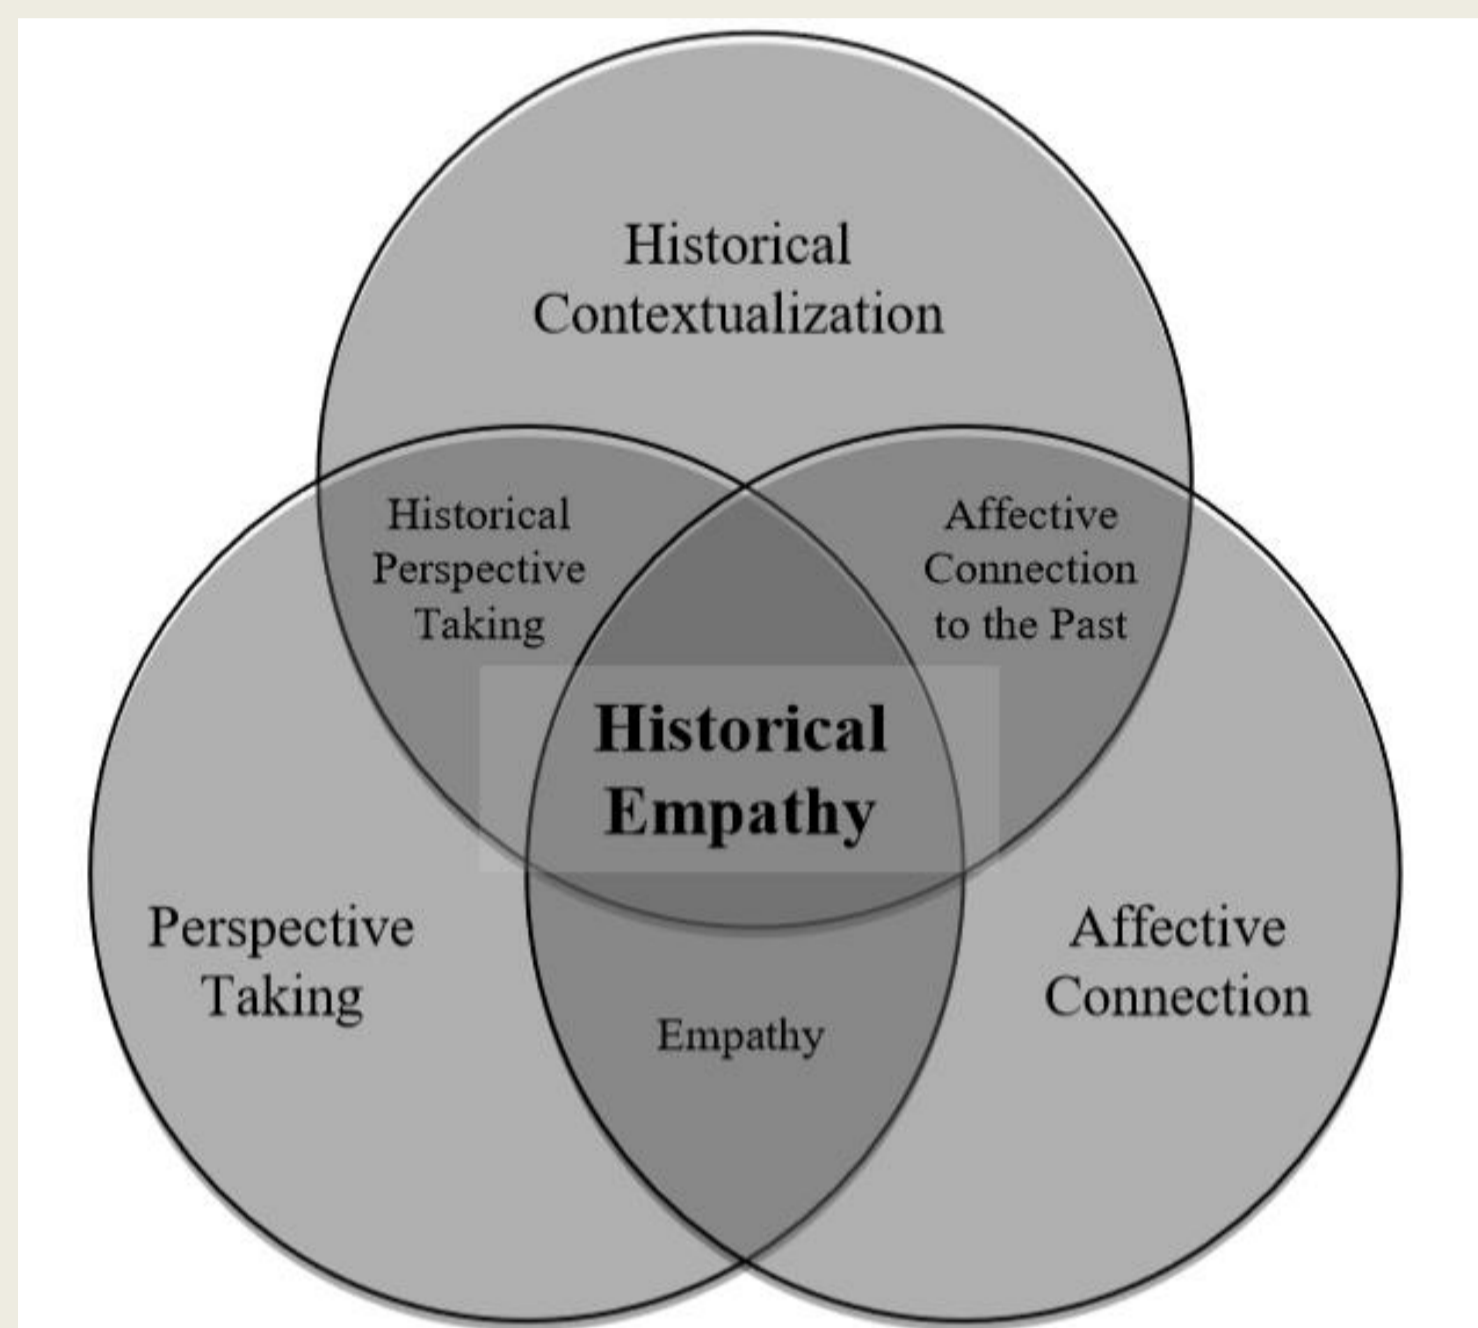 Historical
Contextualization
Historical
Perspective
Taking
Affective
Connection
to the Past
Historical
Empathy
Perspective
Taking
Affective
Connection
Empathy